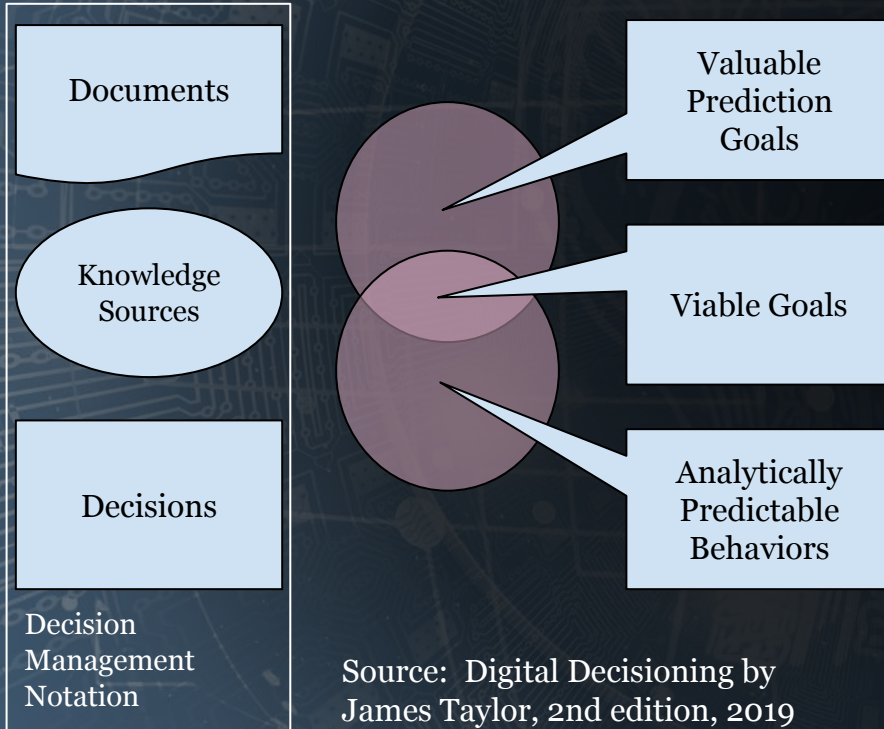 Documents
Knowledge
Sources
Decisions
Decision
Management
Notation
Valuable
Prediction
Goals
Viable Goals
Analytically
Predictable
Behaviors
Source: Digital Decisioning by
James Taylor, 2nd edition, 2019